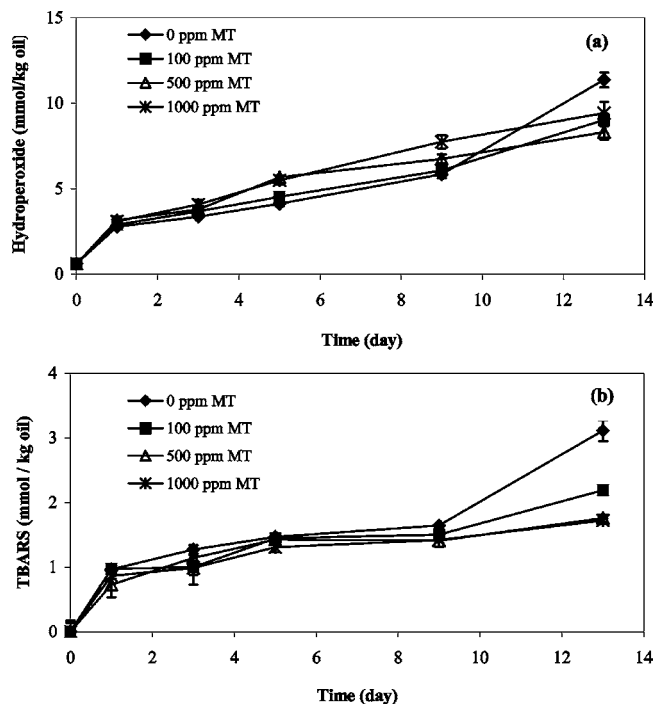 (a)
0 ppm MT
100 ppm MT
500 ppm MT
1000 ppm MT
Hydroperoxide (mmol/kg oil)
15
10
5
0
0 2 4 6 8 10 12 14
Time (day)
(b)
0 ppm MT
100 ppm MT
500 ppm MT
1000 ppm MT
TBARS (mmol / kg oil)
4
3
2
1
0
0 2 4 6 8 10 12 14
Time (day)